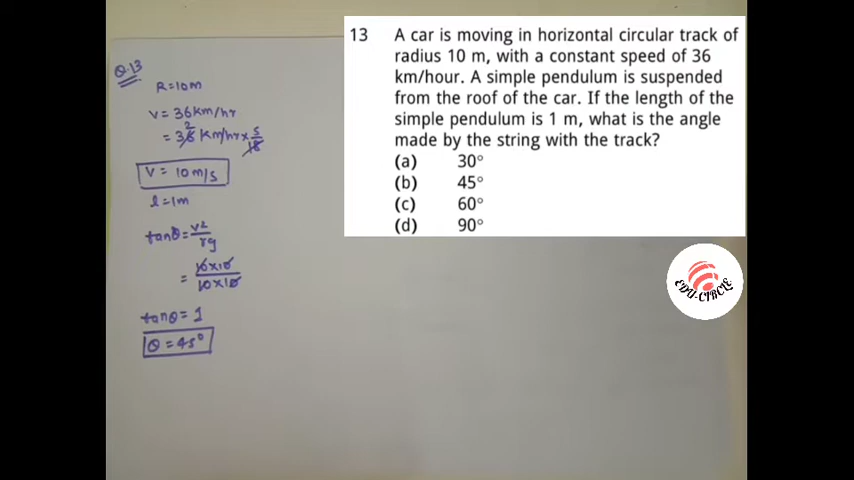 13 A car is moving in horizontal circular track of
radius 10 m, with a constant speed of 36
km/hour. A simple pendulum is suspended
from the roof of the car. If the length of the
simple pendulum is 1 m, what is the angle
made by the string with the track?
(a) 30°
(b) 45°
(c) 60°
(d) 90°
Q.13
R=10m
V = 36km/hr
2
= 36 km/hr × 5/18
V = 10 m/s
l = 1m
tanθ = v²/rg
= 10×10/10×10
tanθ = 1
θ = 45°
EDU-CIRCLE